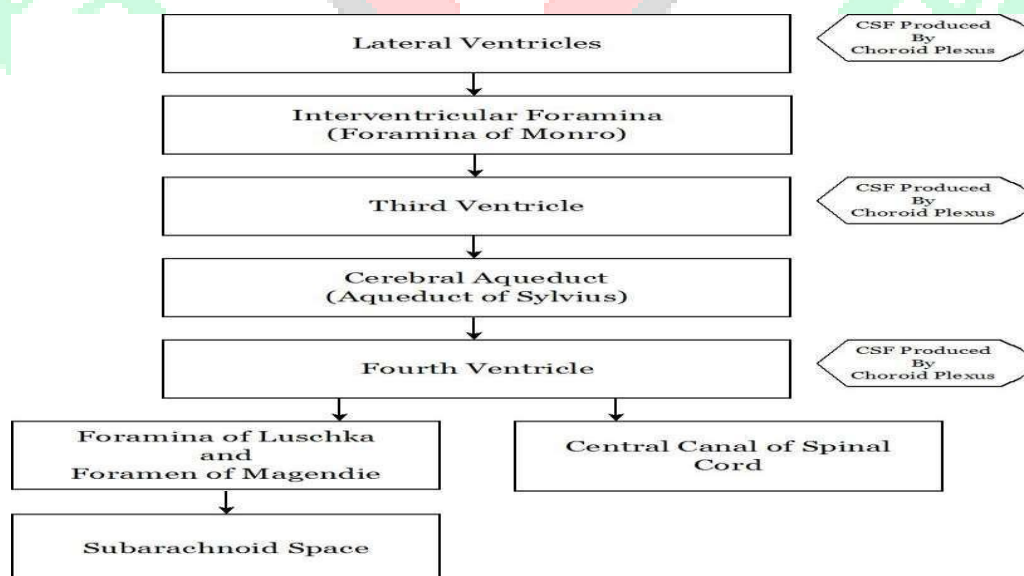 Lateral Ventricles
CSF Produced
By
Choroid Plexus
Interventricular Foramina
(Foramina of Monro)
Third Ventricle
CSF Produced
By
Choroid Plexus
Cerebral Aqueduct
(Aqueduct of Sylvius)
Fourth Ventricle
CSF Produced
By
Choroid Plexus
Foramina of Luschka
and
Foramen of Magendie
Central Canal of Spinal
Cord
Subarachnoid Space